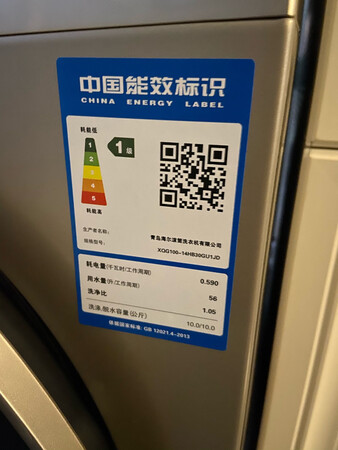 中国能效标识
CHINA ENERGY LABEL
耗能低
1
2
3
4
5
1级
耗能高
生产者名称: 青岛海尔滚筒洗衣机有限公司
规格型号: XQG100-14HB30GU1JD
耗电量(千瓦时/工作周期) 0.590
用水量(升/工作周期) 56
洗净比 1.05
洗涤/脱水容量(公斤) 10.0/10.0
依据国家标准: GB 12021.4-2013